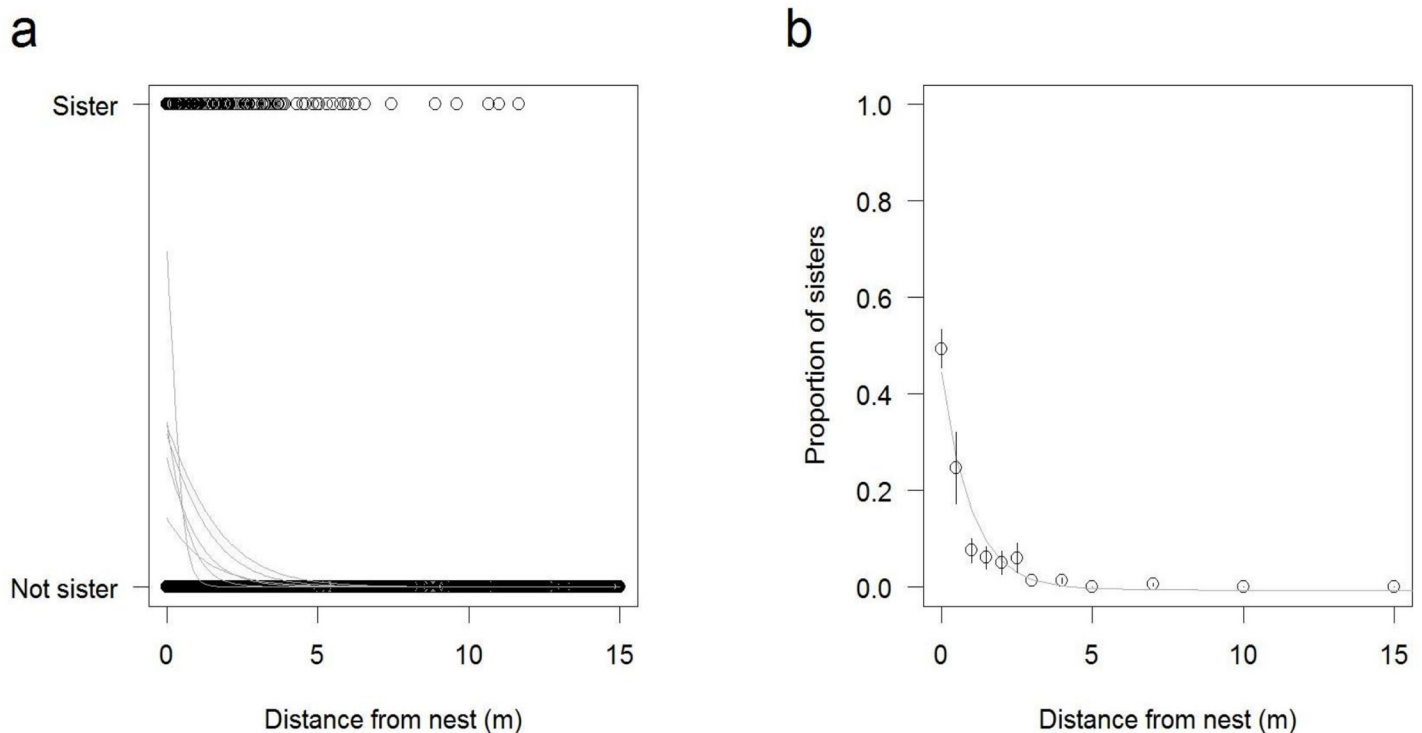 a
Sister
Not sister
0 5 10 15
Distance from nest (m)
b
Proportion of sisters
1.0
0.8
0.6
0.4
0.2
0.0
0 5 10 15
Distance from nest (m)